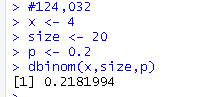 > #124,032
> x <- 4
> size <- 20
> p <- 0.2
> dbinom(x,size,p)
[1] 0.2181994
>